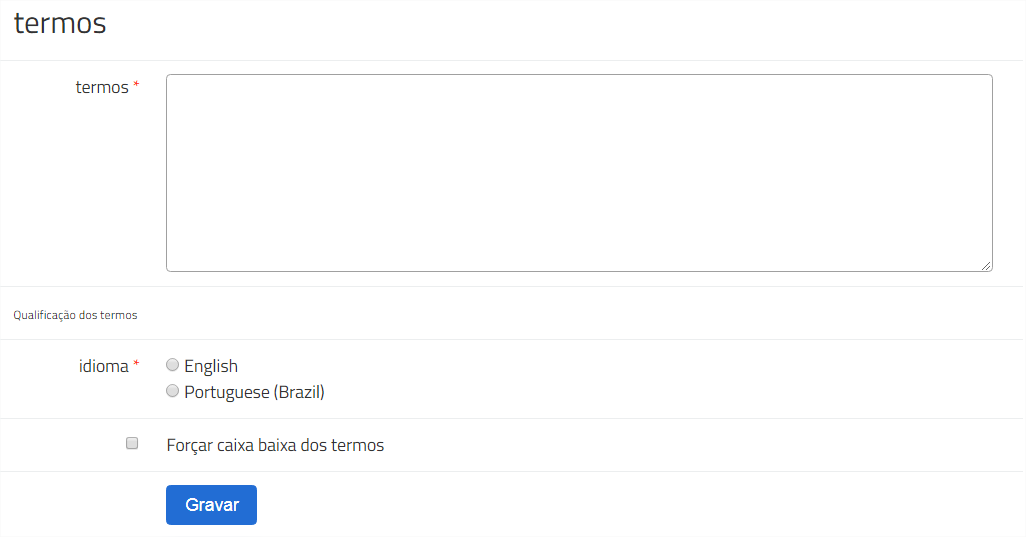 termos
termos *
Qualificação dos termos
idioma *
English
Portuguese (Brazil)
Forçar caixa baixa dos termos
Gravar